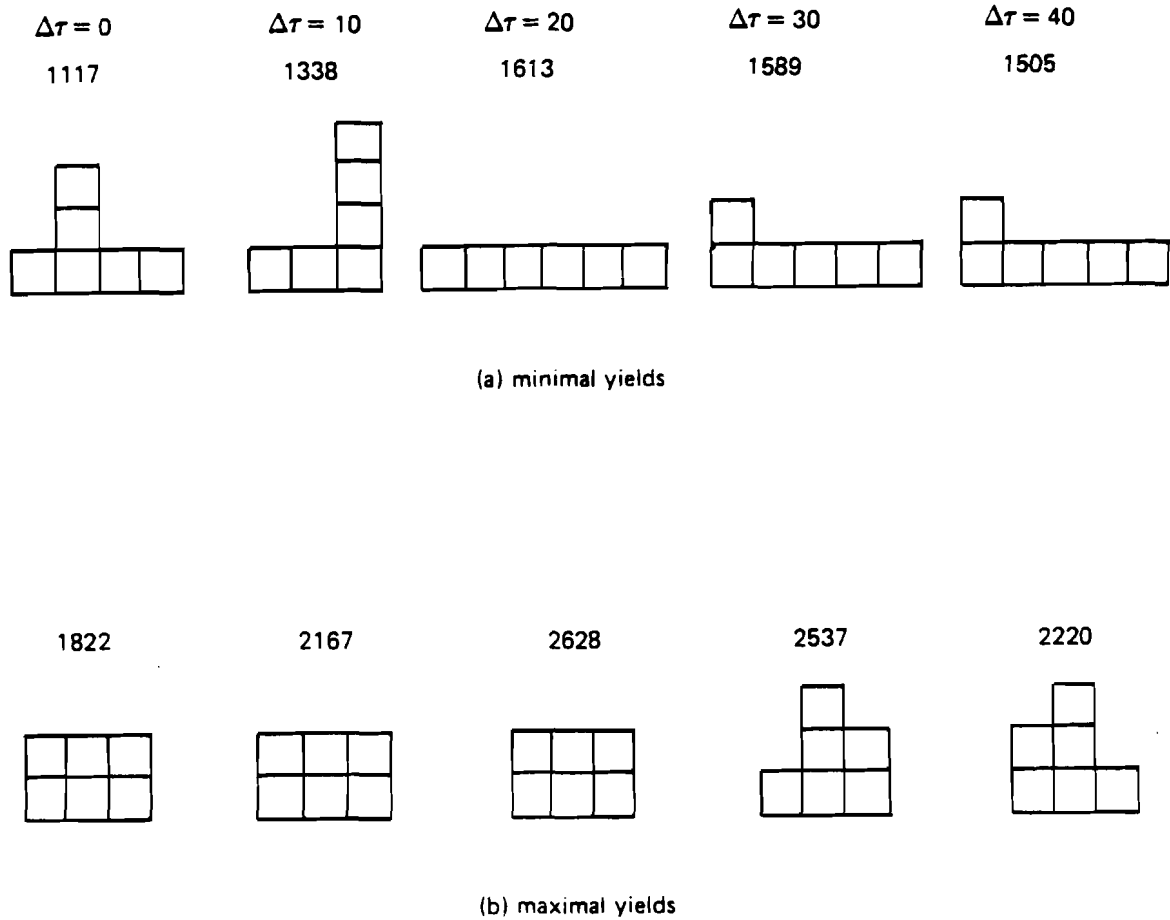 Δτ = 0 Δτ = 10 Δτ = 20 Δτ = 30 Δτ = 40
1117 1338 1613 1589 1505
(a) minimal yields
1822 2167 2628 2537 2220
(b) maximal yields